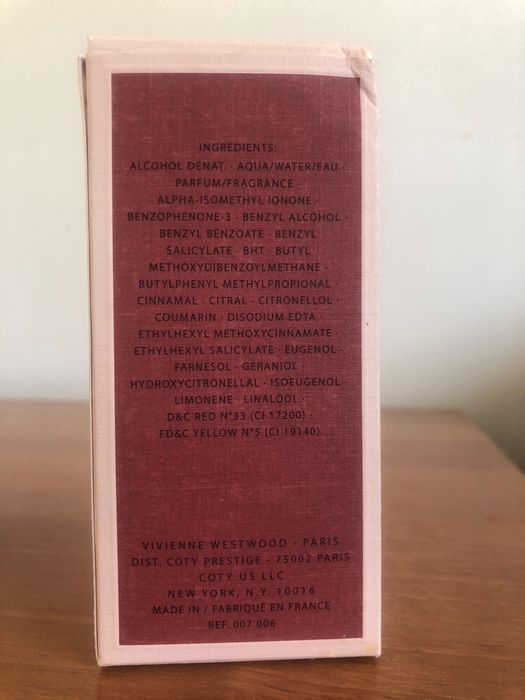 INGREDIENTS:
ALCOHOL DENAT. · AQUA/WATER/EAU ·
PARFUM/FRAGRANCE ·
ALPHA-ISOMETHYL IONONE ·
BENZOPHENONE-3 · BENZYL ALCOHOL ·
BENZYL BENZOATE · BENZYL
SALICYLATE · BHT · BUTYL
METHOXYDIBENZOYLMETHANE ·
BUTYLPHENYL METHYLPROPIONAL ·
CINNAMAL · CITRAL · CITRONELLOL ·
COUMARIN · DISODIUM EDTA ·
ETHYLHEXYL METHOXYCINNAMATE ·
ETHYLHEXYL SALICYLATE · EUGENOL ·
FARNESOL · GERANIOL ·
HYDROXYCITRONELLAL · ISOEUGENOL ·
LIMONENE · LINALOOL ·
D&C RED N°33 (CI 17200) ·
FD&C YELLOW N°5 (CI 19140)
VIVIENNE WESTWOOD - PARIS
DIST. COTY PRESTIGE - 75002 PARIS
COTY US LLC
NEW YORK, N.Y. 10016
MADE IN / FABRIQUÉ EN FRANCE
REF. 007 006